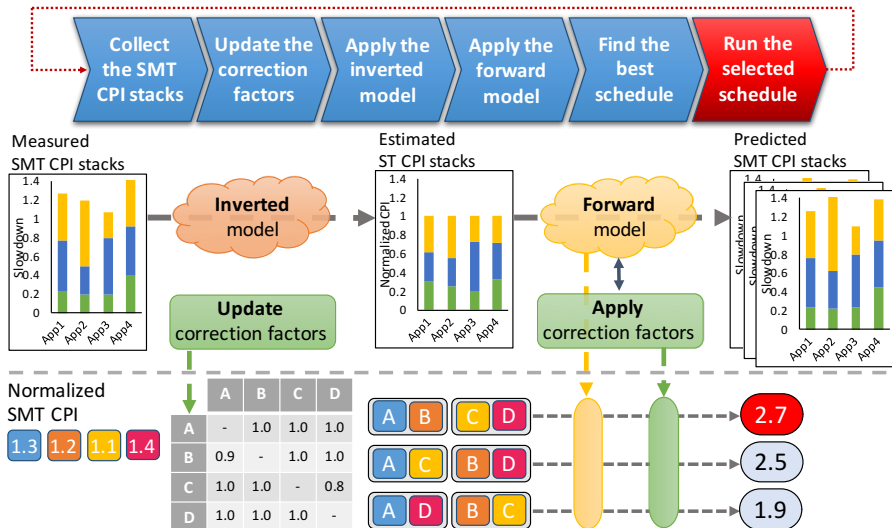 Collect
the SMT
CPI stacks
Update the
correction
factors
Apply the
inverted
model
Apply the
forward
model
Find the
best
schedule
Run the
selected
schedule
Measured
SMT CPI stacks
Estimated
ST CPI stacks
Predicted
SMT CPI stacks
1.4
1.2
1
0.8
0.6
0.4
0.2
0
Slowdown
App1
App2
App3
App4
Inverted
model
1.4
1.2
1
0.8
0.6
0.4
0.2
0
Normalized CPI
App1
App2
App3
App4
Forward
model
1.4
1.4
1.4
1.2
1
0.8
0.6
0.4
0.2
0
Slowdown
App1
App2
App3
App4
Update
correction factors
Apply
correction factors
Normalized
SMT CPI
1.3 1.2 1.1 1.4
A B C D
A - 1.0 1.0 1.0
B 0.9 - 1.0 1.0
C 1.0 1.0 - 0.8
D 1.0 1.0 1.0 -
A B C D 2.7
A C B D 2.5
A D B C 1.9